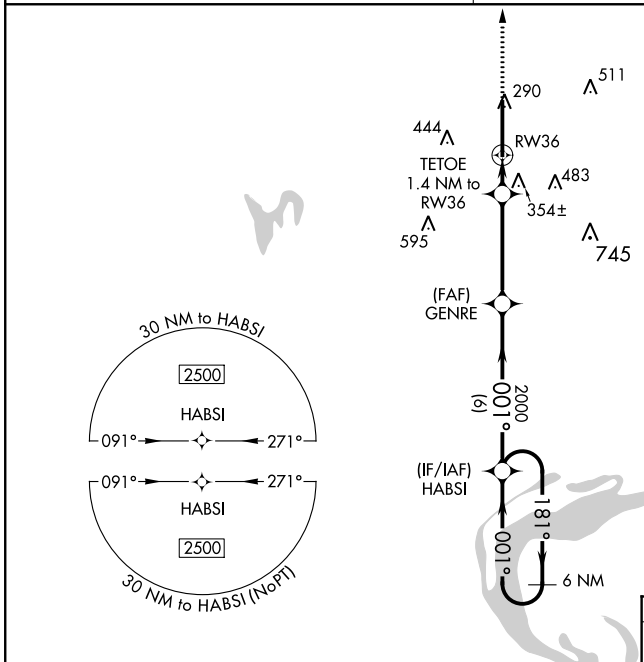 511
290
444
RW36
TETOE
1.4 NM to
RW36
483
354±
595
745
(FAF)
GENRE
30 NM to HABSI
2500
HABSI
091°
271°
091°
271°
HABSI
2500
30 NM to HABSI (NoPT)
2000
001°
(6)
(IF/IAF)
HABSI
181°
001°
6 NM